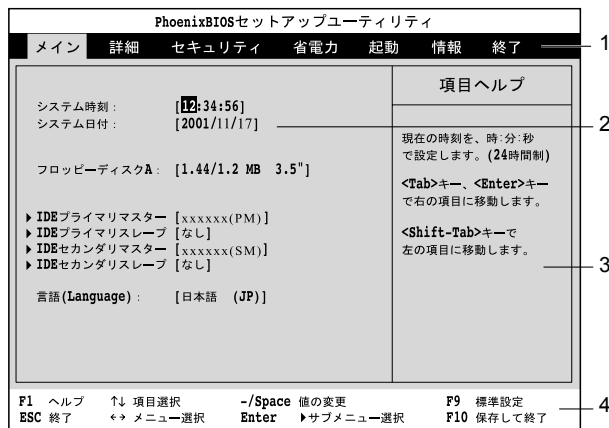 PhoenixBIOSセットアップユーティリティ
メイン 詳細 セキュリティ 省電力 起動 情報 終了 1
システム時刻: [12:34:56]
システム日付: [2001/11/17] 2
フロッピーディスクA: [1.44/1.2 MB 3.5"]
▶IDEプライマリマスター [xxxxxx(PM)]
▶IDEプライマリスレーブ [なし]
▶IDEセカンダリマスター [xxxxxx(SM)]
▶IDEセカンダリスレーブ [なし]
言語(Language): [日本語 (JP)]
項目ヘルプ
現在の時刻を、時:分:秒
で設定します。(24時間制)
<Tab>キー、<Enter>キー
で右の項目に移動します。
<Shift-Tab>キーで
左の項目に移動します。
3
F1 ヘルプ ↑↓ 項目選択 -/Space 値の変更 F9 標準設定
ESC 終了 ←→ メニュー選択 Enter ▶サブメニュー選択 F10 保存して終了
4